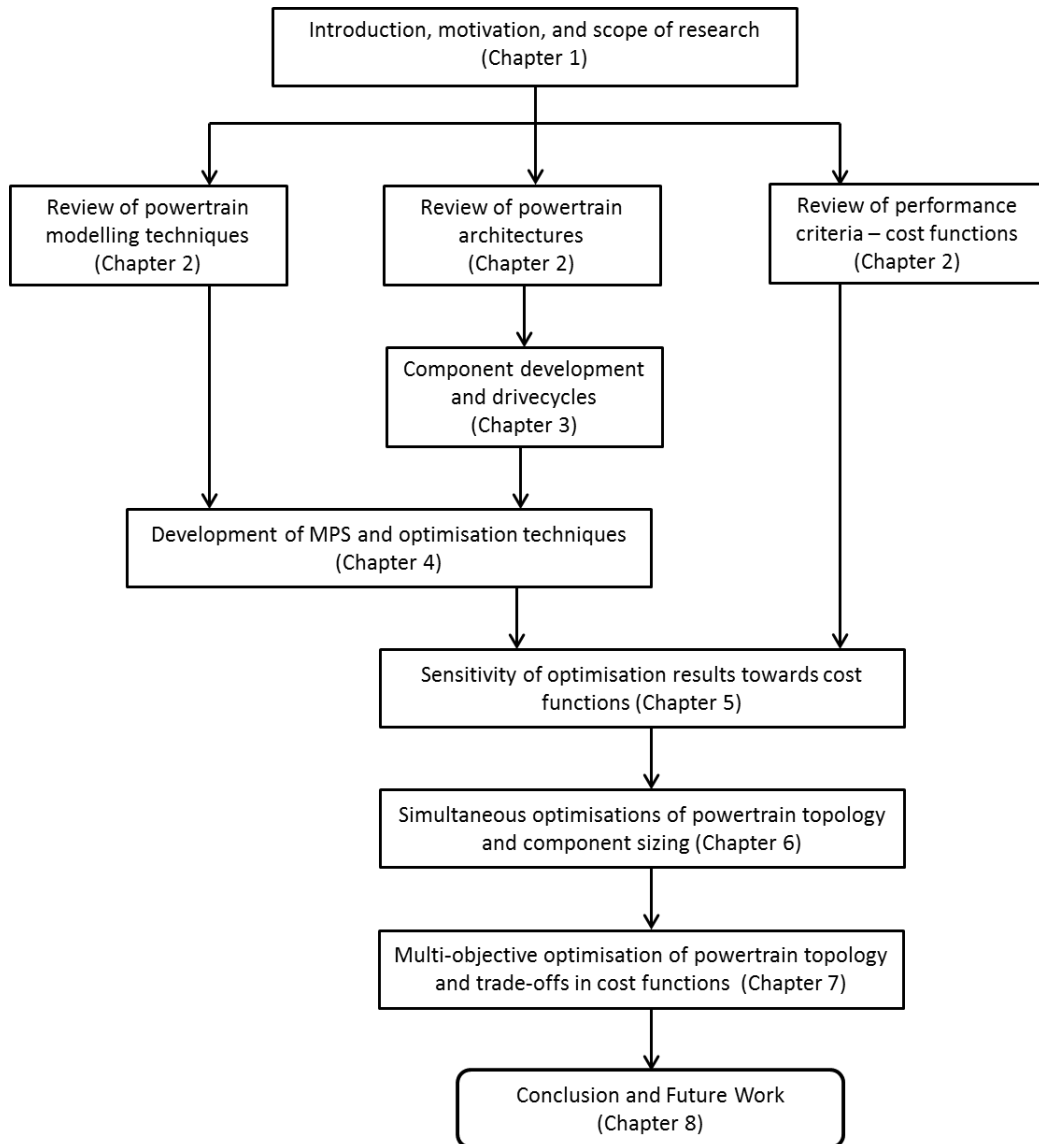 Introduction, motivation, and scope of research
(Chapter 1)
Review of powertrain
modelling techniques
(Chapter 2)
Review of powertrain
architectures
(Chapter 2)
Review of performance
criteria – cost functions
(Chapter 2)
Component development
and drivecycles
(Chapter 3)
Development of MPS and optimisation techniques
(Chapter 4)
Sensitivity of optimisation results towards cost
functions (Chapter 5)
Simultaneous optimisations of powertrain topology
and component sizing (Chapter 6)
Multi-objective optimisation of powertrain topology
and trade-offs in cost functions (Chapter 7)
Conclusion and Future Work
(Chapter 8)